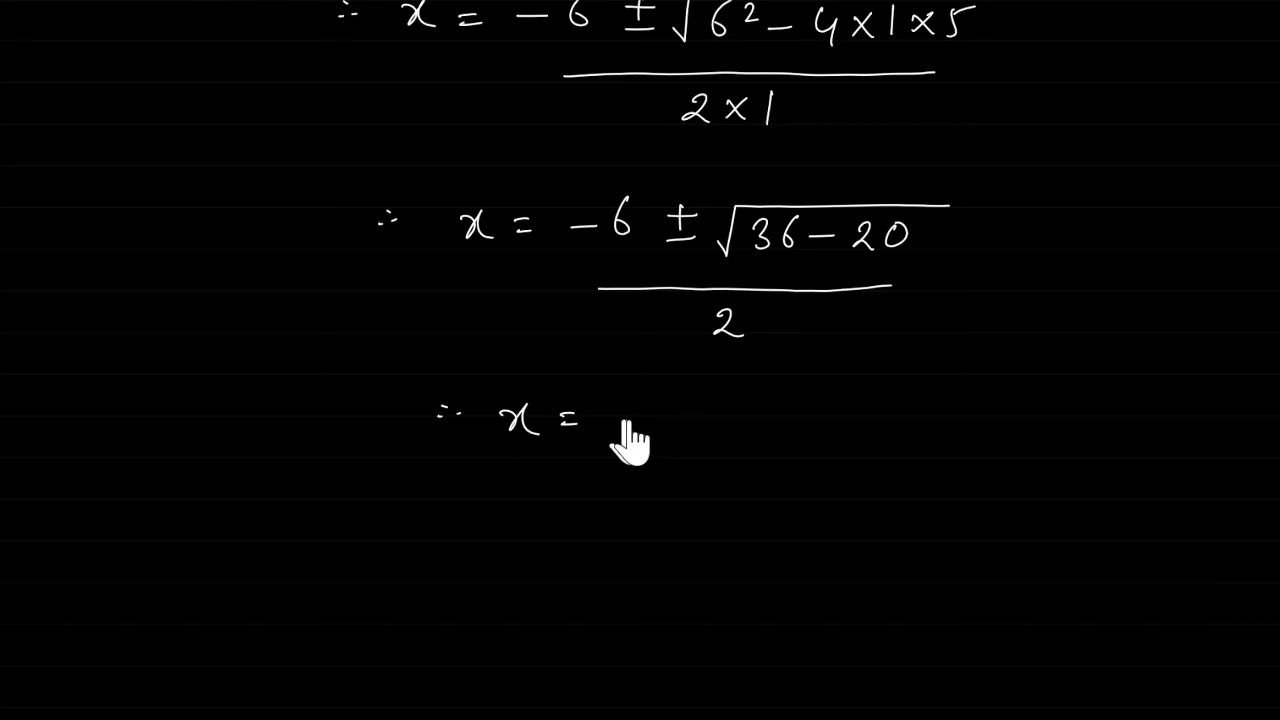 ∴ x = -6 ± √6² - 4×1×5
2×1
∴ x = -6 ± √36-20
2
∴ x =